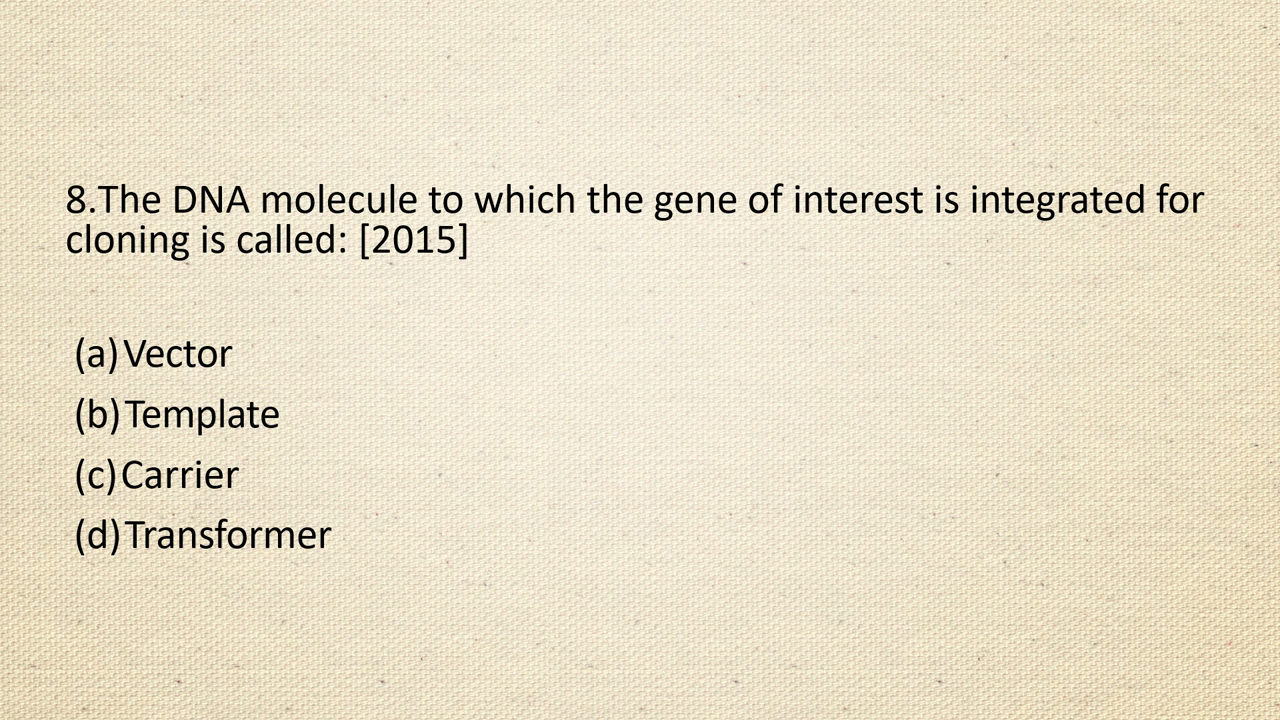 8.The DNA molecule to which the gene of interest is integrated for
cloning is called: [2015]
(a) Vector
(b) Template
(c) Carrier
(d) Transformer